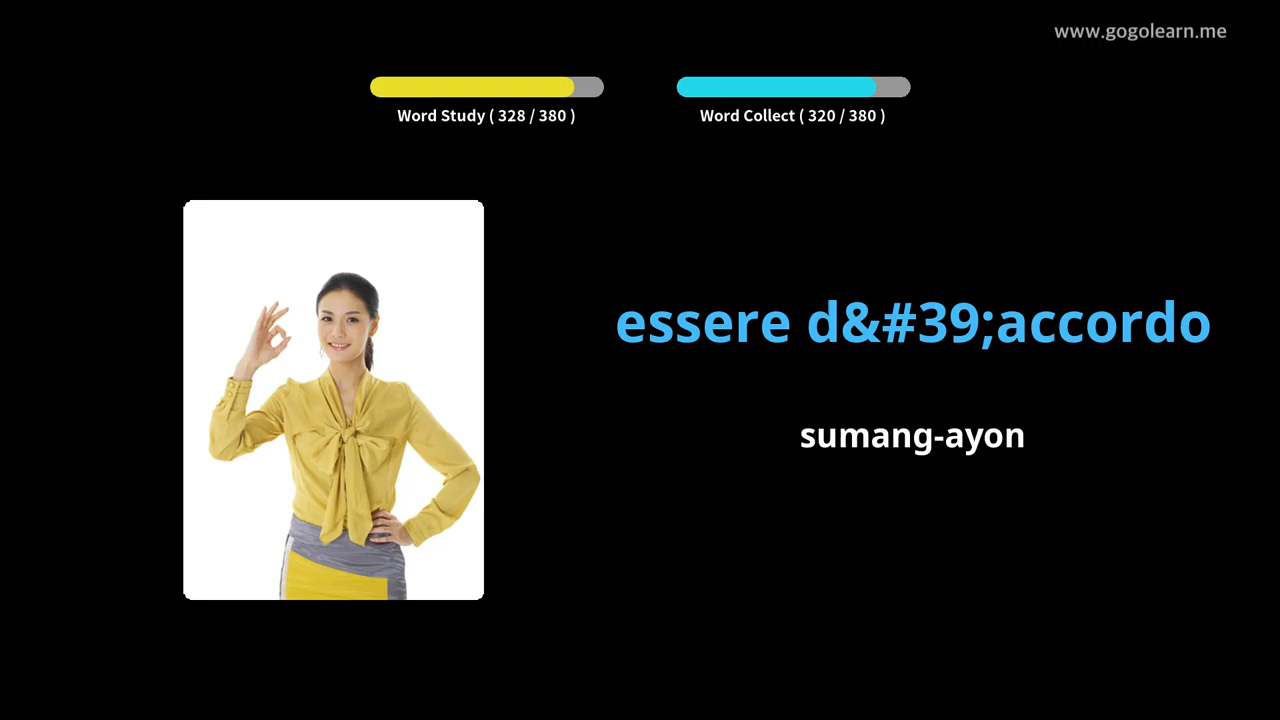 www.gogolearn.me
Word Study ( 328 / 380 )
Word Collect ( 320 / 380 )
essere d&#39;accordo
sumang-ayon